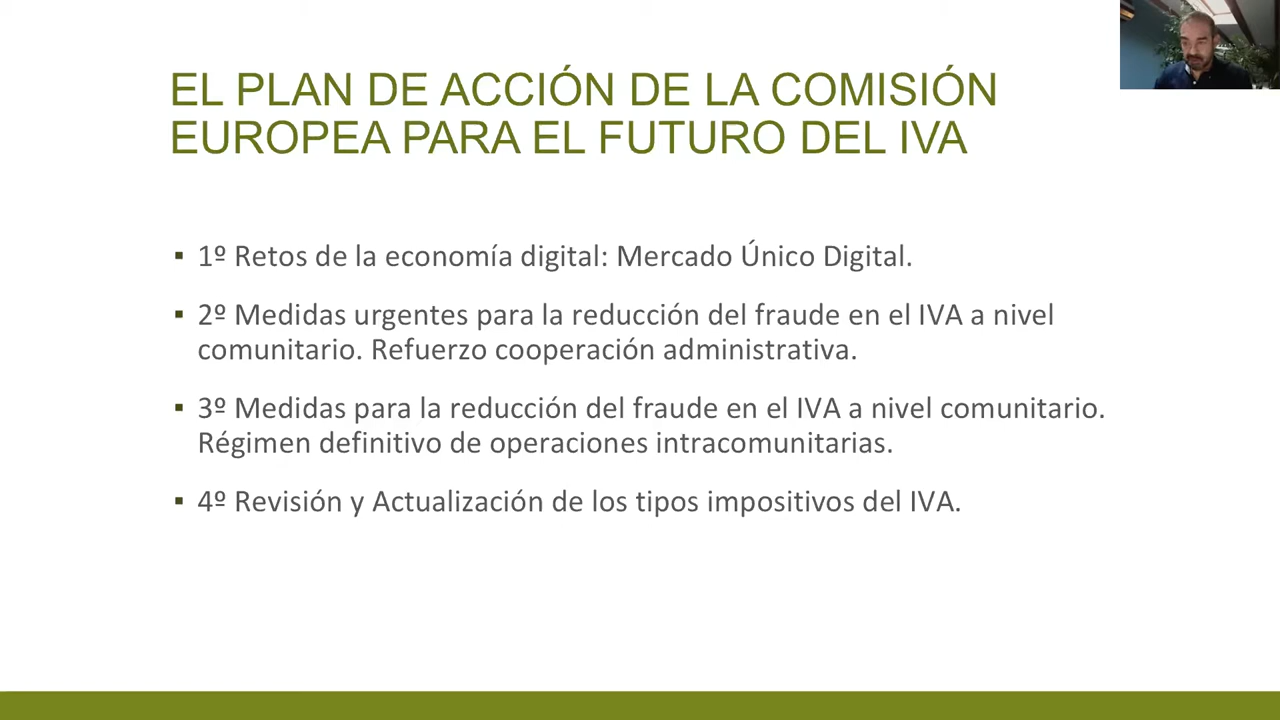 EL PLAN DE ACCIÓN DE LA COMISIÓN
EUROPEA PARA EL FUTURO DEL IVA
▪ 1º Retos de la economía digital: Mercado Único Digital.
▪ 2º Medidas urgentes para la reducción del fraude en el IVA a nivel
comunitario. Refuerzo cooperación administrativa.
▪ 3º Medidas para la reducción del fraude en el IVA a nivel comunitario.
Régimen definitivo de operaciones intracomunitarias.
▪ 4º Revisión y Actualización de los tipos impositivos del IVA.